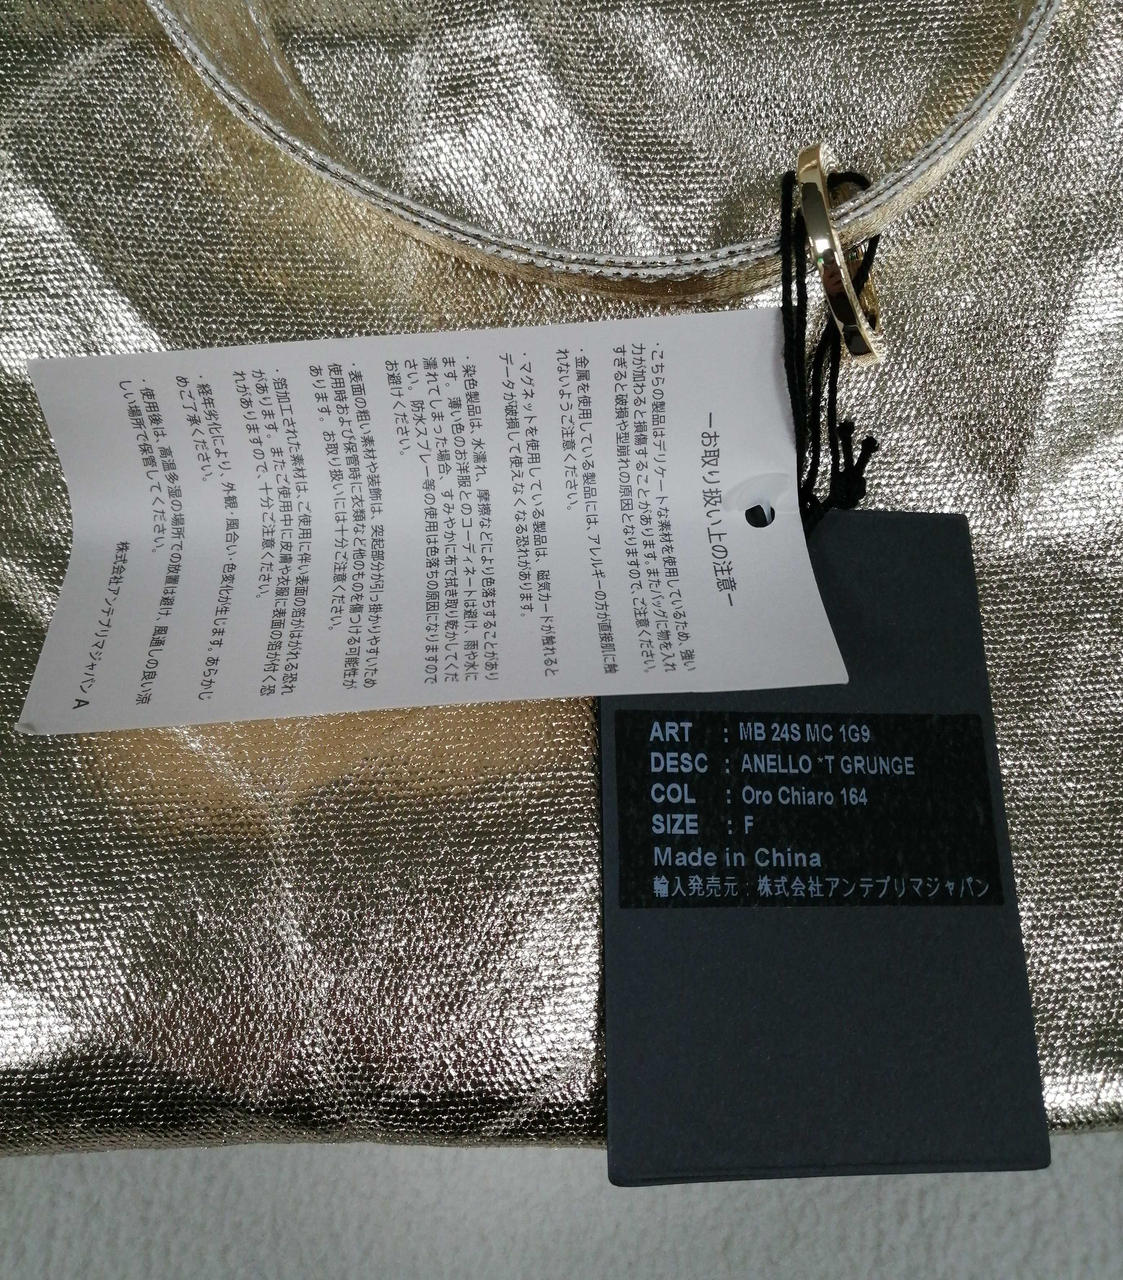 ーお取り扱い上の注意ー
・こちらの製品はデリケートな素材を使用しているため、強い
力が加わると損傷することがあります。またバッグに物を入れ
すぎると破損や型崩れの原因となりますので、ご注意ください。
・金属を使用している製品には、アレルギーの方が直接肌に触
れないようご注意ください。
・マグネットを使用している製品は、磁気カードが触れると
データが破損して使えなくなる恐れがあります。
・染色製品は、水濡れ、摩擦などにより色落ちすることがあり
ます。薄い色のお洋服とのコーディネートは避け、雨や水に
濡れてしまった場合、すみやかに布で拭き取り乾かしてくだ
さい。防水スプレー等の使用は色落ちの原因になりますので
お避けください。
・表面の粗い素材や装飾は、突起部分が引っ掛かりやすいため
使用時および保管時に衣類など他のものを傷つける可能性が
あります。お取り扱いには十分ご注意ください。
・箔加工された素材は、ご使用に伴い表面の箔がはがれる恐れ
があります。またご使用中に皮膚や衣服に表面の箔が付く恐
れがありますので、十分ご注意ください。
・経年劣化により、外観・風合い・色変化が生じます。あらかじ
めご了承ください。
・使用後は、高温多湿の場所での放置は避け、風通しの良い涼
しい場所で保管してください。
株式会社アンテプリマジャパン A
ART : MB 24S MC 1G9
DESC : ANELLO *T GRUNGE
COL : Oro Chiaro 164
SIZE : F
Made in China
輸入発売元：株式会社アンテプリマジャパン